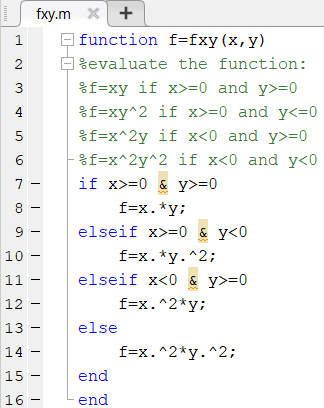 fxy.m
1 function f=fxy(x,y)
2 %evaluate the function:
3 %f=xy if x>=0 and y>=0
4 %f=xy^2 if x>=0 and y<=0
5 %f=x^2y if x<0 and y>=0
6 %f=x^2y^2 if x<0 and y<0
7 if x>=0 & y>=0
8 f=x.*y;
9 elseif x>=0 & y<0
10 f=x.*y.^2;
11 elseif x<0 & y>=0
12 f=x.^2*y;
13 else
14 f=x.^2*y.^2;
15 end
16 end